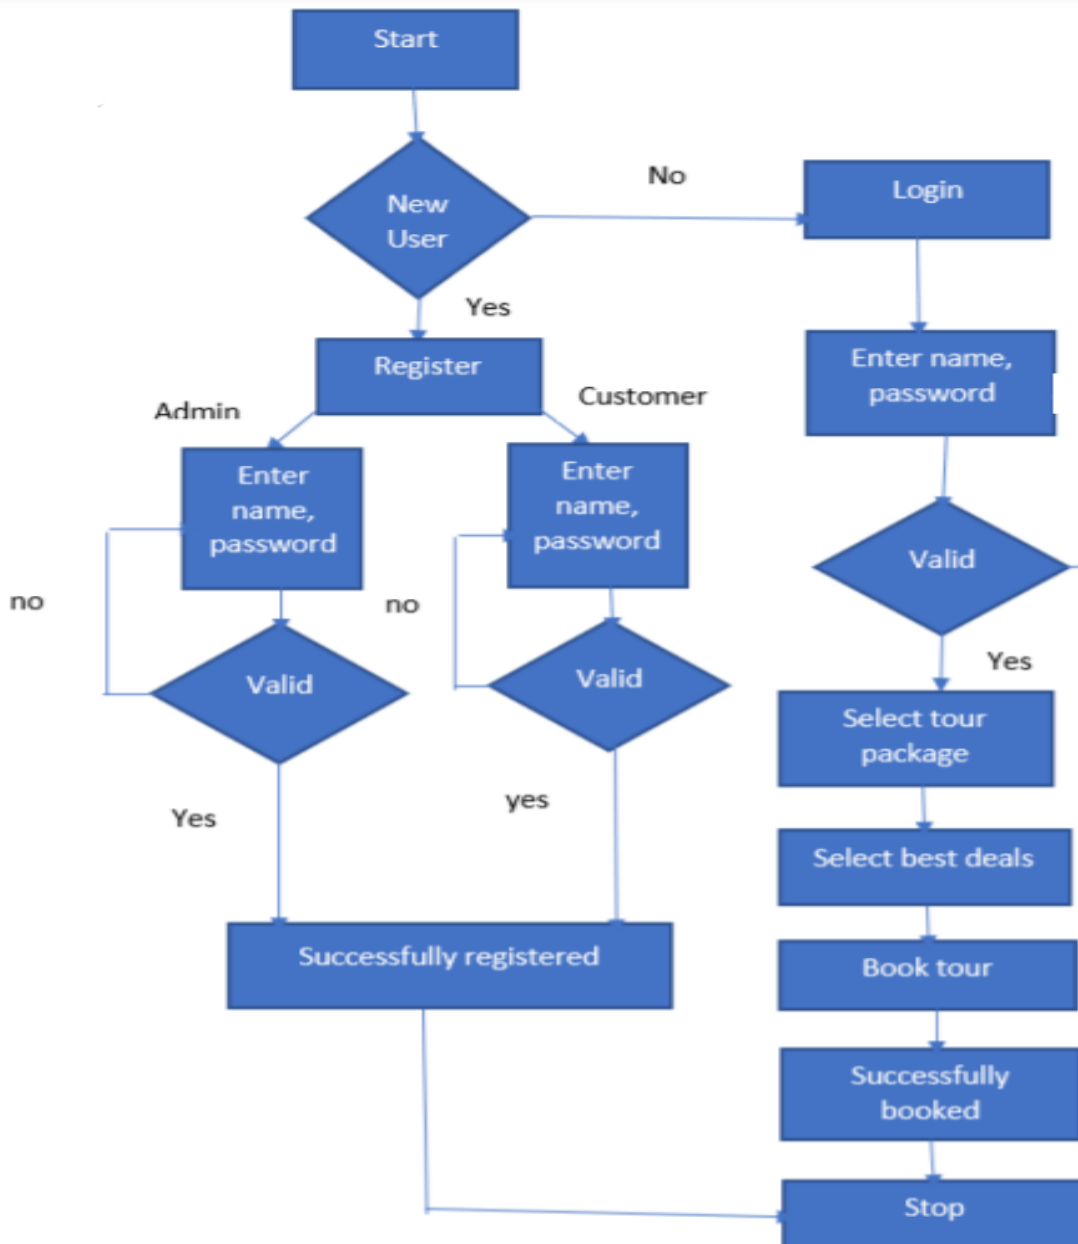 Start
New
User
No
Login
Yes
Register
Enter name,
password
Admin
Customer
Enter
name,
password
Enter
name,
password
Valid
no
no
Valid
Valid
Yes
Select tour
package
Yes
yes
Select best deals
Successfully registered
Book tour
Successfully
booked
Stop